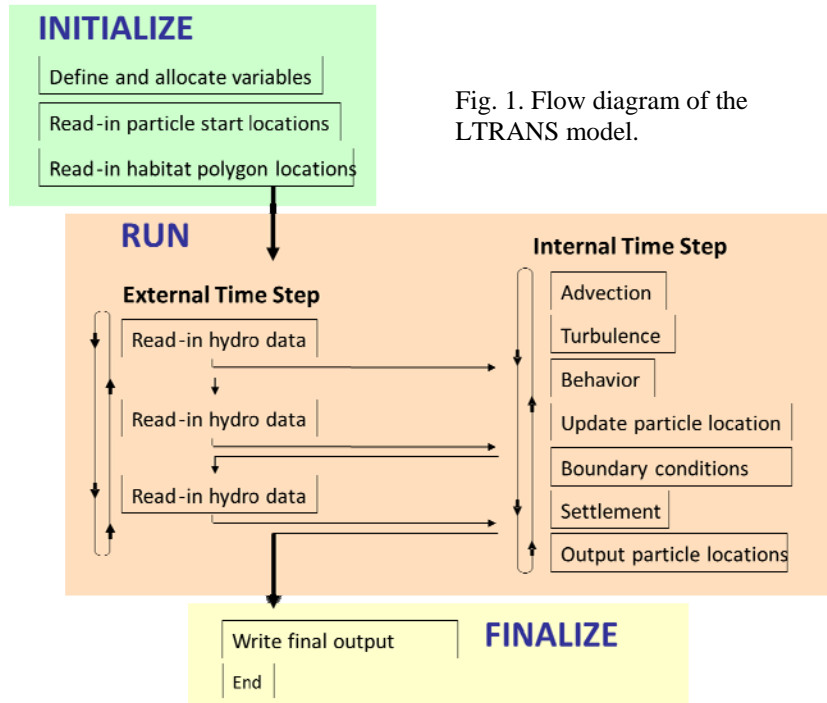 INITIALIZE
Define and allocate variables
Read-in particle start locations
Read-in habitat polygon locations
Fig. 1. Flow diagram of the
LTRANS model.
RUN
External Time Step
Read-in hydro data
Read-in hydro data
Read-in hydro data
Internal Time Step
Advection
Turbulence
Behavior
Update particle location
Boundary conditions
Settlement
Output particle locations
Write final output
End
FINALIZE